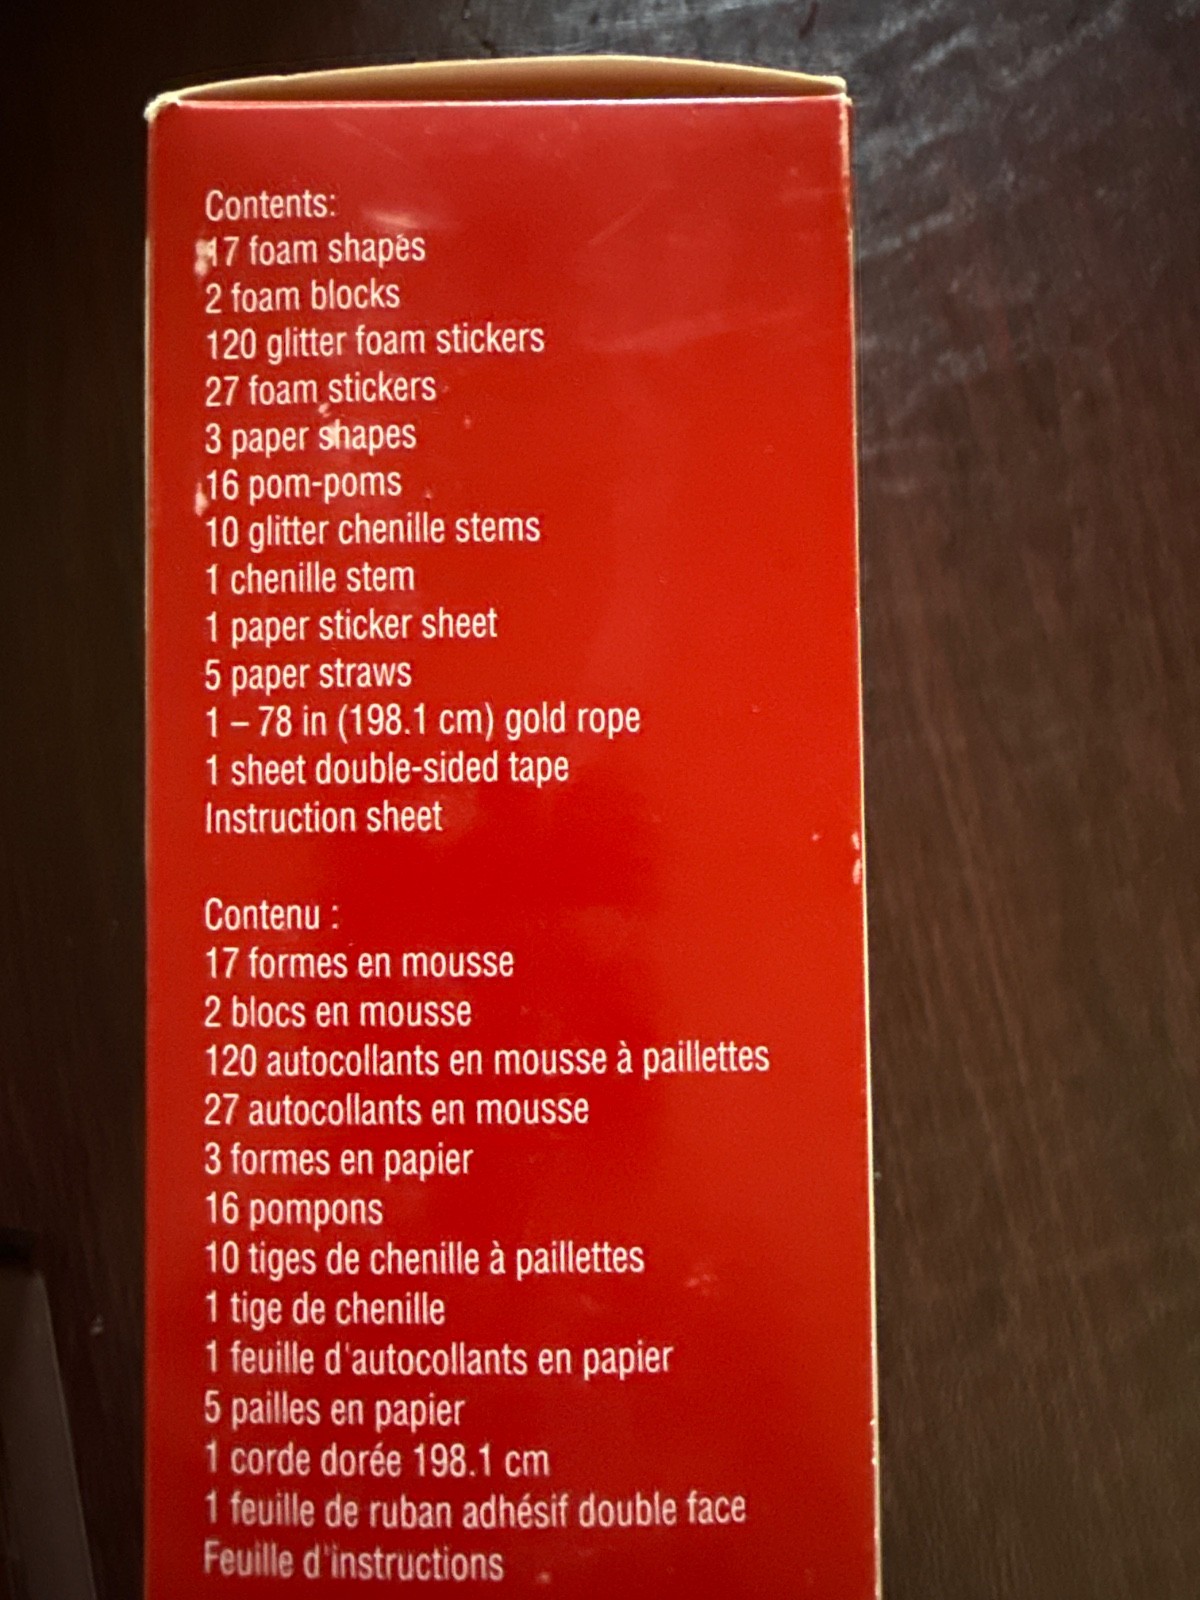 Contents:
17 foam shapes
2 foam blocks
120 glitter foam stickers
27 foam stickers
3 paper shapes
16 pom-poms
10 glitter chenille stems
1 chenille stem
1 paper sticker sheet
5 paper straws
1 – 78 in (198.1 cm) gold rope
1 sheet double-sided tape
Instruction sheet
Contenu :
17 formes en mousse
2 blocs en mousse
120 autocollants en mousse à paillettes
27 autocollants en mousse
3 formes en papier
16 pompons
10 tiges de chenille à paillettes
1 tige de chenille
1 feuille d'autocollants en papier
5 pailles en papier
1 corde dorée 198.1 cm
1 feuille de ruban adhésif double face
Feuille d'instructions